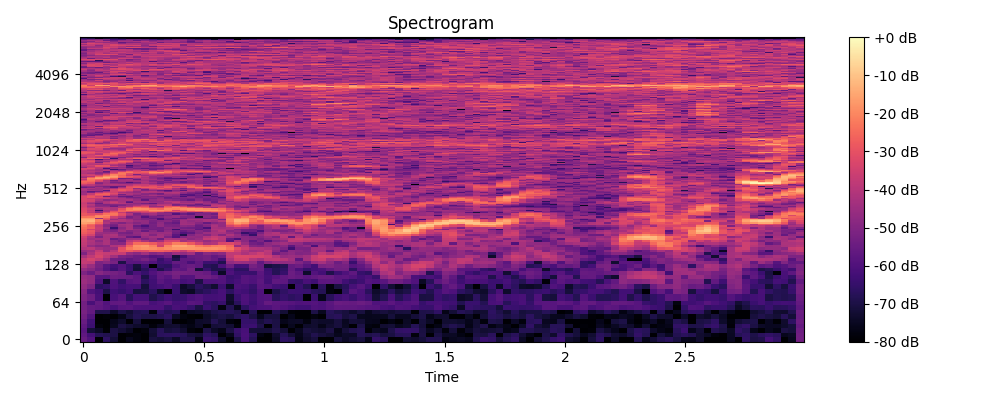 Spectrogram
Hz
4096
2048
1024
512
256
128
64
0
0
0.5
1
1.5
2
2.5
Time
+0 dB
-10 dB
-20 dB
-30 dB
-40 dB
-50 dB
-60 dB
-70 dB
-80 dB